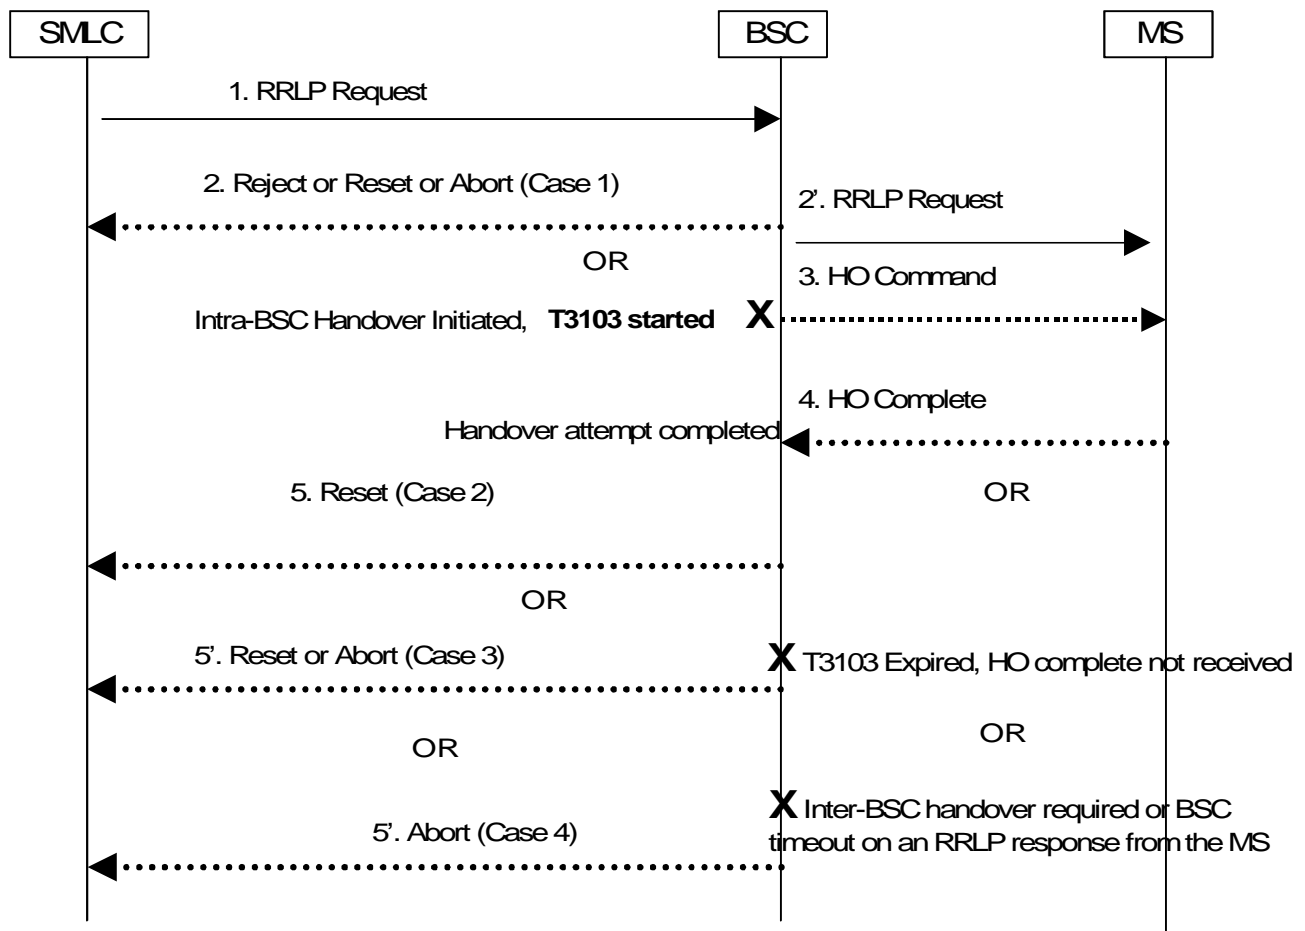 SMLC
BSC
MS
1. RRLP Request
2. Reject or Reset or Abort (Case 1)
2'. RRLP Request
OR
3. HO Command
Intra-BSC Handover Initiated, T3103 started X
4. HO Complete
Handover attempt completed
5. Reset (Case 2)
OR
OR
5'. Reset or Abort (Case 3)
X T3103 Expired, HO complete not received
OR
OR
X Inter-BSC handover required or BSC
timeout on an RRLP response from the MS
5'. Abort (Case 4)